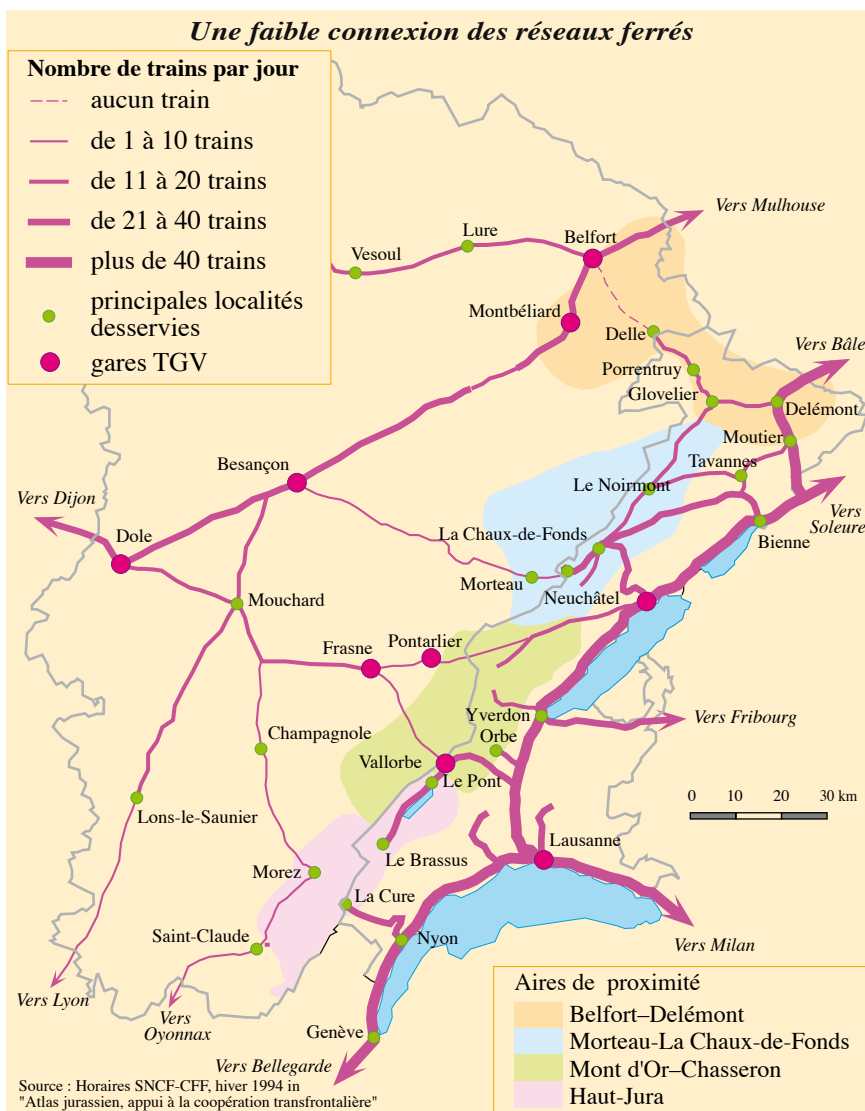 Une faible connexion des réseaux ferrés
Nombre de trains par jour
aucun train
de 1 à 10 trains
de 11 à 20 trains
de 21 à 40 trains
plus de 40 trains
principales localités
desservies
gares TGV
Vers Mulhouse
Lure
Belfort
Vesoul
Montbéliard
Delle
Vers Bâle
Porrentruy
Glovelier
Delémont
Moutier
Besançon
Tavannes
Le Noirmont
Vers Dijon
Vers
Soleure
Dole
La Chaux-de-Fonds
Bienne
Morteau
Neuchâtel
Mouchard
Frasne
Pontarlier
Yverdon
Vers Fribourg
Orbe
Champagnole
Vallorbe
Le Pont
0 10 20 30 km
Lons-le-Saunier
Lausanne
Le Brassus
Morez
La Cure
Saint-Claude
Nyon
Vers Milan
Vers Lyon
Vers
Oyonnax
Genève
Vers Bellegarde
Aires de proximité
Belfort–Delémont
Morteau-La Chaux-de-Fonds
Mont d'Or–Chasseron
Haut-Jura
Source : Horaires SNCF-CFF, hiver 1994 in
"Atlas jurassien, appui à la coopération transfrontalière"